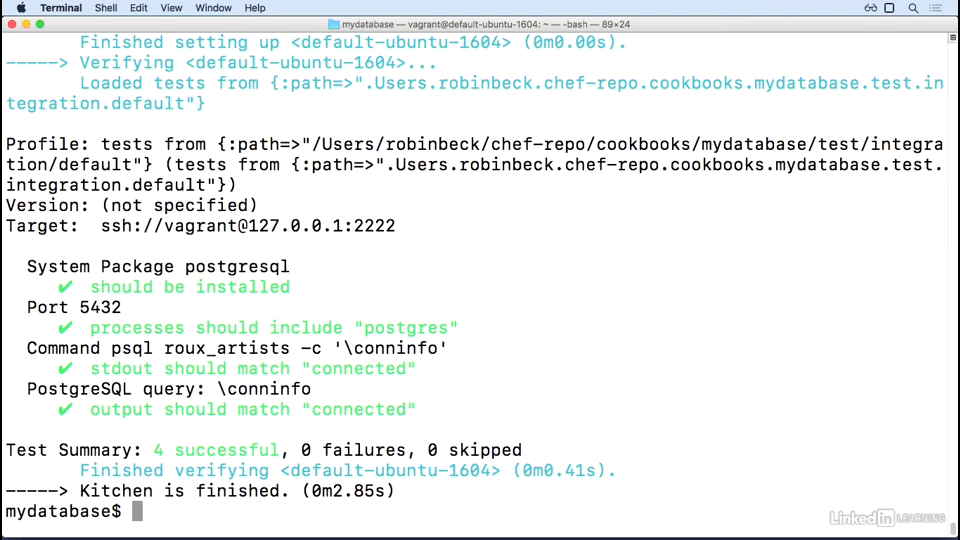 Terminal Shell Edit View Window Help
mydatabase — vagrant@default-ubuntu-1604: ~ — -bash — 89×24
Finished setting up <default-ubuntu-1604> (0m0.00s).
-----> Verifying <default-ubuntu-1604>...
Loaded tests from {:path=>".Users.robinbeck.chef-repo.cookbooks.mydatabase.test.in
tegration.default"}
Profile: tests from {:path=>"/Users/robinbeck/chef-repo/cookbooks/mydatabase/test/integra
tion/default"} (tests from {:path=>".Users.robinbeck.chef-repo.cookbooks.mydatabase.test.
integration.default"})
Version: (not specified)
Target:  ssh://vagrant@127.0.0.1:2222
System Package postgresql
✔ should be installed
Port 5432
✔ processes should include "postgres"
Command psql roux_artists -c '\conninfo'
✔ stdout should match "connected"
PostgreSQL query: \conninfo
✔ output should match "connected"
Test Summary: 4 successful, 0 failures, 0 skipped
Finished verifying <default-ubuntu-1604> (0m0.41s).
-----> Kitchen is finished. (0m2.85s)
mydatabase$
Linked in LEARNING